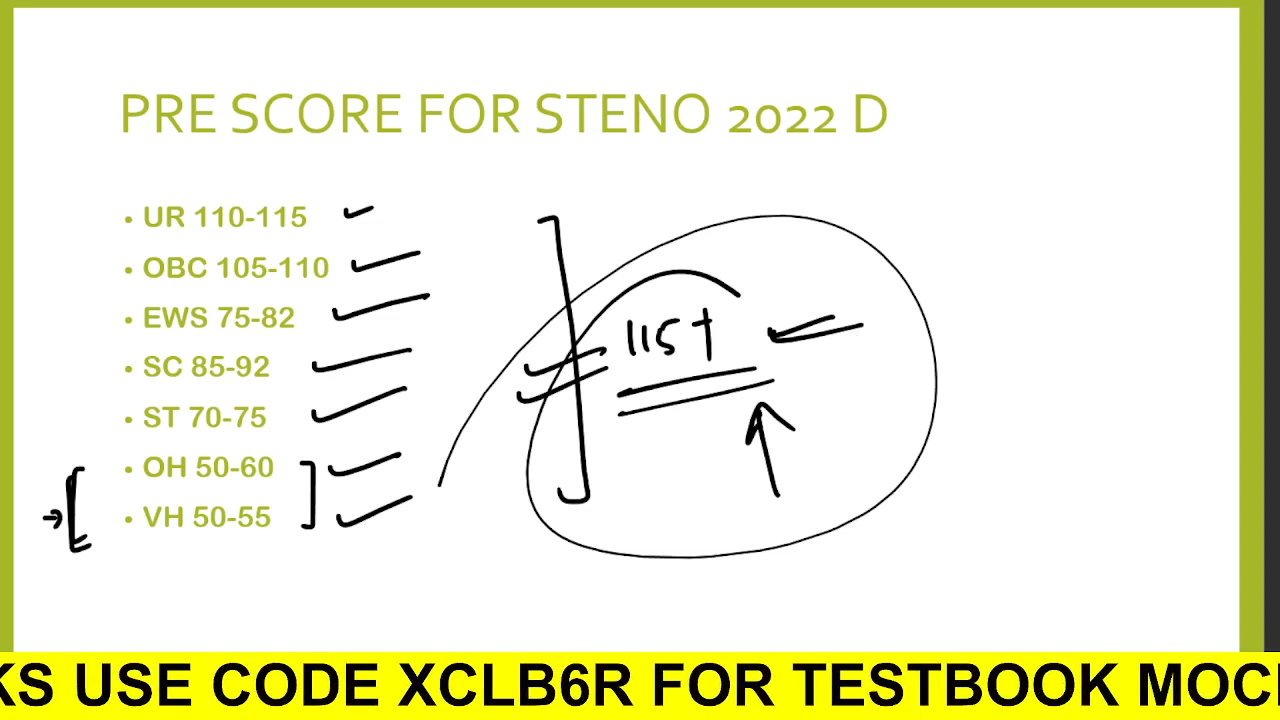 PRE SCORE FOR STENO 2022 D
• UR 110-115
• OBC 105-110
• EWS 75-82
• SC 85-92
• ST 70-75
• OH 50-60
• VH 50-55
115+
KS USE CODE XCLB6R FOR TESTBOOK MOC